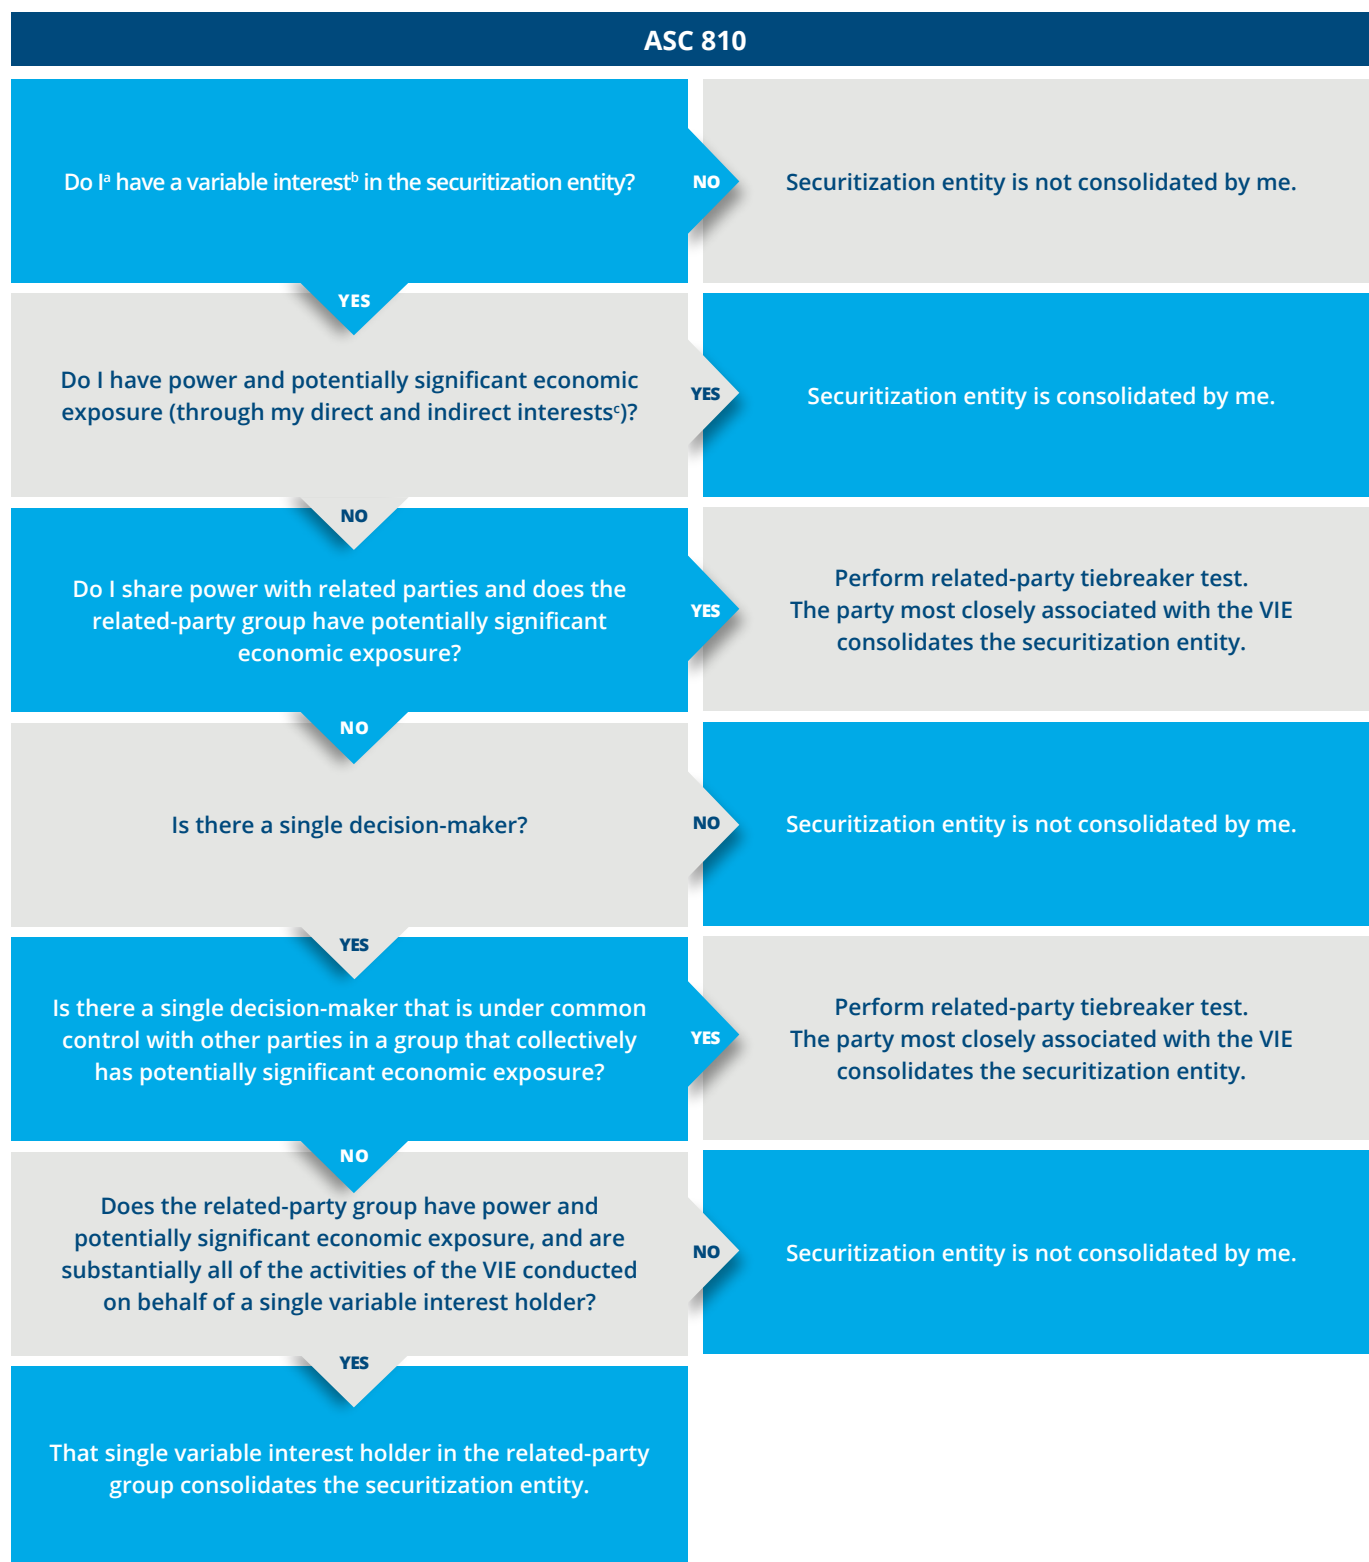 ASC 810
Do Iᵃ have a variable interestᵇ in the securitization entity?
NO
Securitization entity is not consolidated by me.
YES
Do I have power and potentially significant economic
exposure (through my direct and indirect interestsᶜ)?
YES
Securitization entity is consolidated by me.
NO
Do I share power with related parties and does the
related-party group have potentially significant
economic exposure?
YES
Perform related-party tiebreaker test.
The party most closely associated with the VIE
consolidates the securitization entity.
NO
Is there a single decision-maker?
NO
Securitization entity is not consolidated by me.
YES
Is there a single decision-maker that is under common
control with other parties in a group that collectively
has potentially significant economic exposure?
YES
Perform related-party tiebreaker test.
The party most closely associated with the VIE
consolidates the securitization entity.
NO
Does the related-party group have power and
potentially significant economic exposure, and are
substantially all of the activities of the VIE conducted
on behalf of a single variable interest holder?
NO
Securitization entity is not consolidated by me.
YES
That single variable interest holder in the related-party
group consolidates the securitization entity.